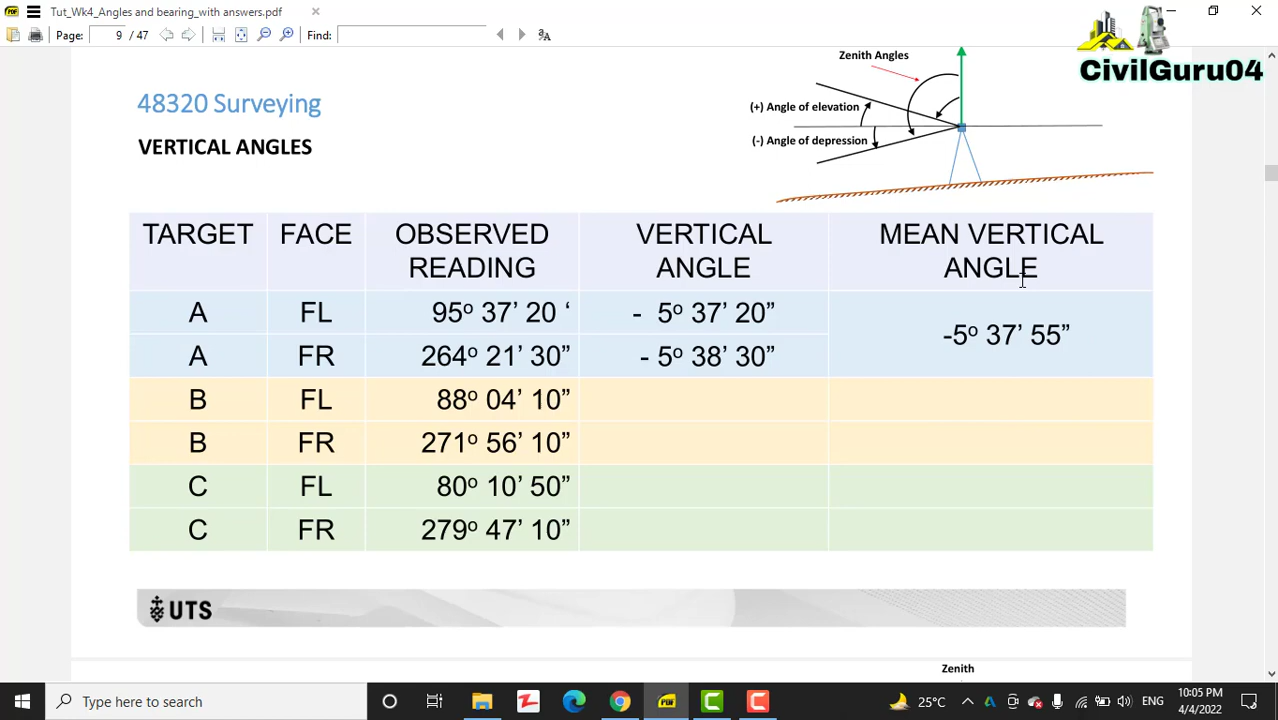 Tut_Wk4_Angles and bearing_with answers.pdf
Page: 9 / 47 Find:
CivilGuru04
Zenith Angles
48320 Surveying
(+) Angle of elevation
VERTICAL ANGLES
(-) Angle of depression
TARGET FACE OBSERVED READING VERTICAL ANGLE MEAN VERTICAL ANGLE
A FL 95º 37’ 20 ‘ - 5º 37’ 20”
-5º 37’ 55”
A FR 264º 21’ 30” - 5º 38’ 30”
B FL 88º 04’ 10”
B FR 271º 56’ 10”
C FL 80º 10’ 50”
C FR 279º 47’ 10”
UTS
Zenith
Type here to search
25°C
ENG
10:05 PM
4/4/2022